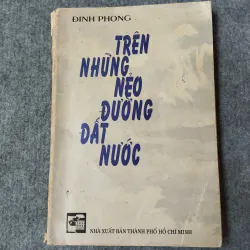 ĐINH PHONG
TRÊN
NHỮNG
NẺO
ĐƯỜNG
ĐẤT
NƯỚC
NHÀ XUẤT BẢN THÀNH PHỐ HỒ CHÍ MINH